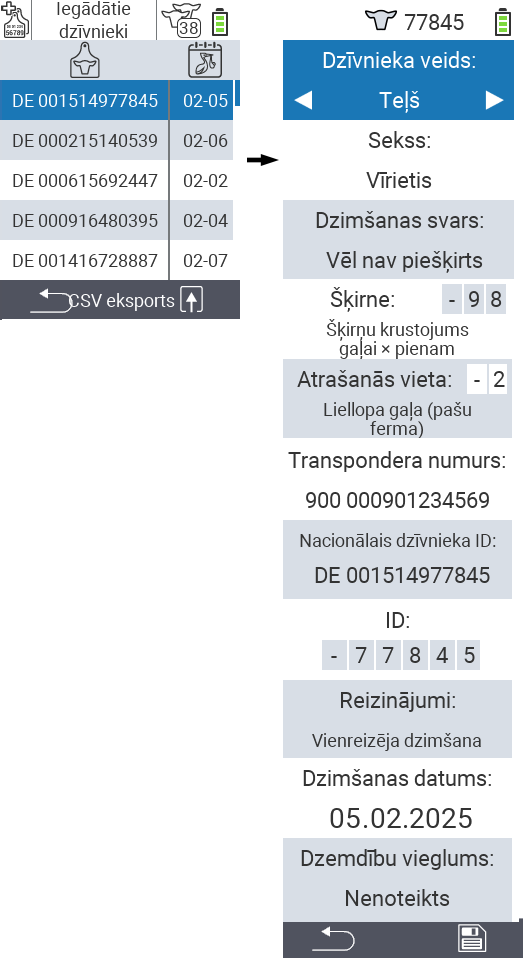 Iegādātie
dzīvnieki
38
56789
DE 001514977845 02-05
DE 000215140539 02-06
DE 000615692447 02-02
DE 000916480395 02-04
DE 001416728887 02-07
CSV eksports
77845
Dzīvnieka veids:
Teļš
Sekss:
Vīrietis
Dzimšanas svars:
Vēl nav piešķirts
Šķirne: - 9 8
Šķirņu krustojums
gaļai × pienam
Atrašanās vieta: - 2
Liellopa gaļa (pašu
ferma)
Transpondera numurs:
900 000901234569
Nacionālais dzīvnieka ID:
DE 001514977845
ID:
- 7 7 8 4 5
Reizinājumi:
Vienreizēja dzimšana
Dzimšanas datums:
05.02.2025
Dzemdību vieglums:
Nenoteikts